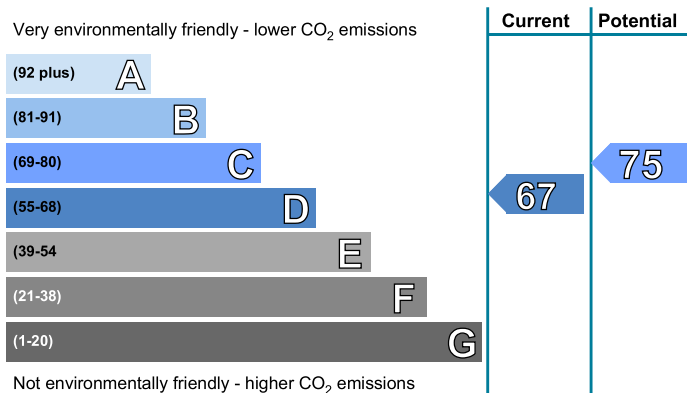 Very environmentally friendly - lower CO2 emissions
Current
Potential
(92 plus) A
(81-91) B
(69-80) C
75
(55-68) D
67
(39-54 E
(21-38) F
(1-20) G
Not environmentally friendly - higher CO2 emissions